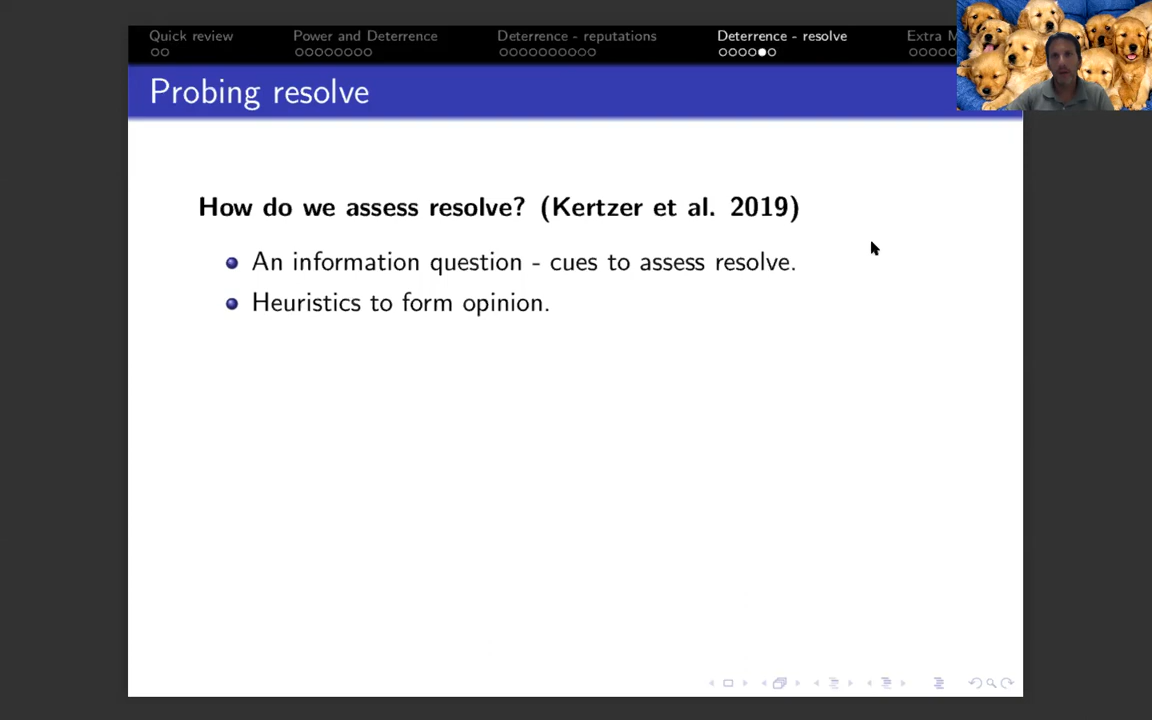 Quick review
Power and Deterrence
Deterrence - reputations
Deterrence - resolve
Extra M
Probing resolve
How do we assess resolve? (Kertzer et al. 2019)
An information question - cues to assess resolve.
Heuristics to form opinion.